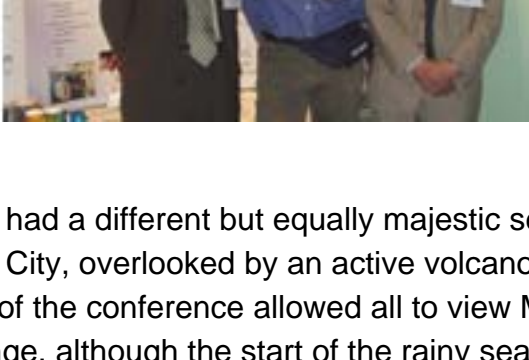 had a different but equally majestic
City, overlooked by an active
of the conference allowed all to view
although the start of the rainy